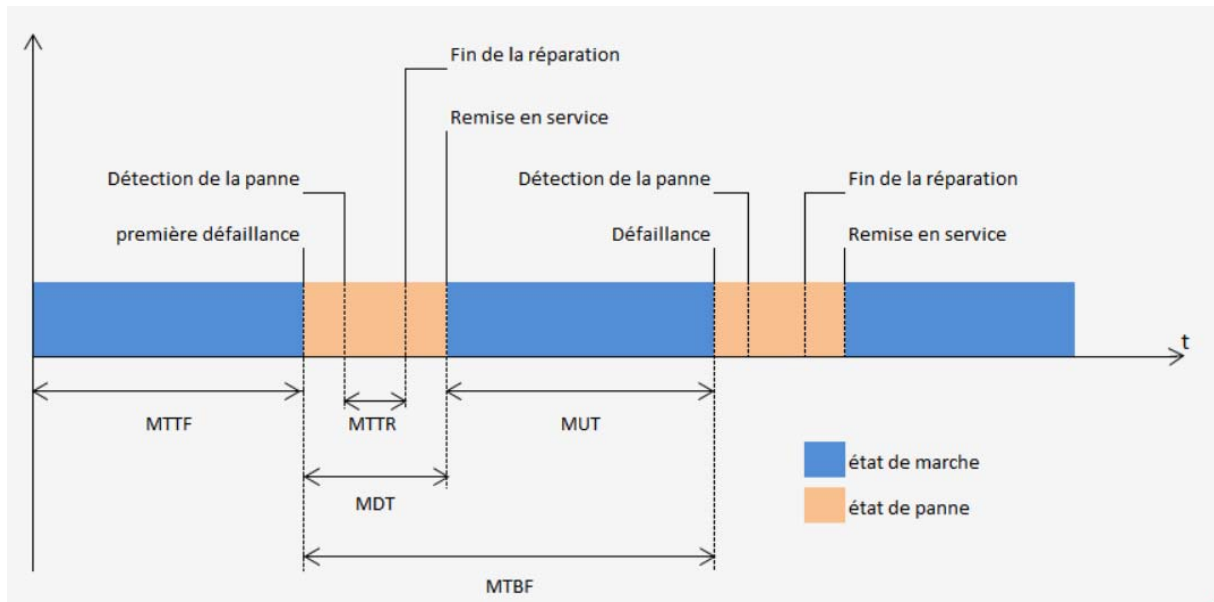 Fin de la réparation
Remise en service
Détection de la panne
Détection de la panne
Fin de la réparation
première défaillance
Défaillance
Remise en service
t
MTTF
MTTR
MUT
état de marche
MDT
état de panne
MTBF